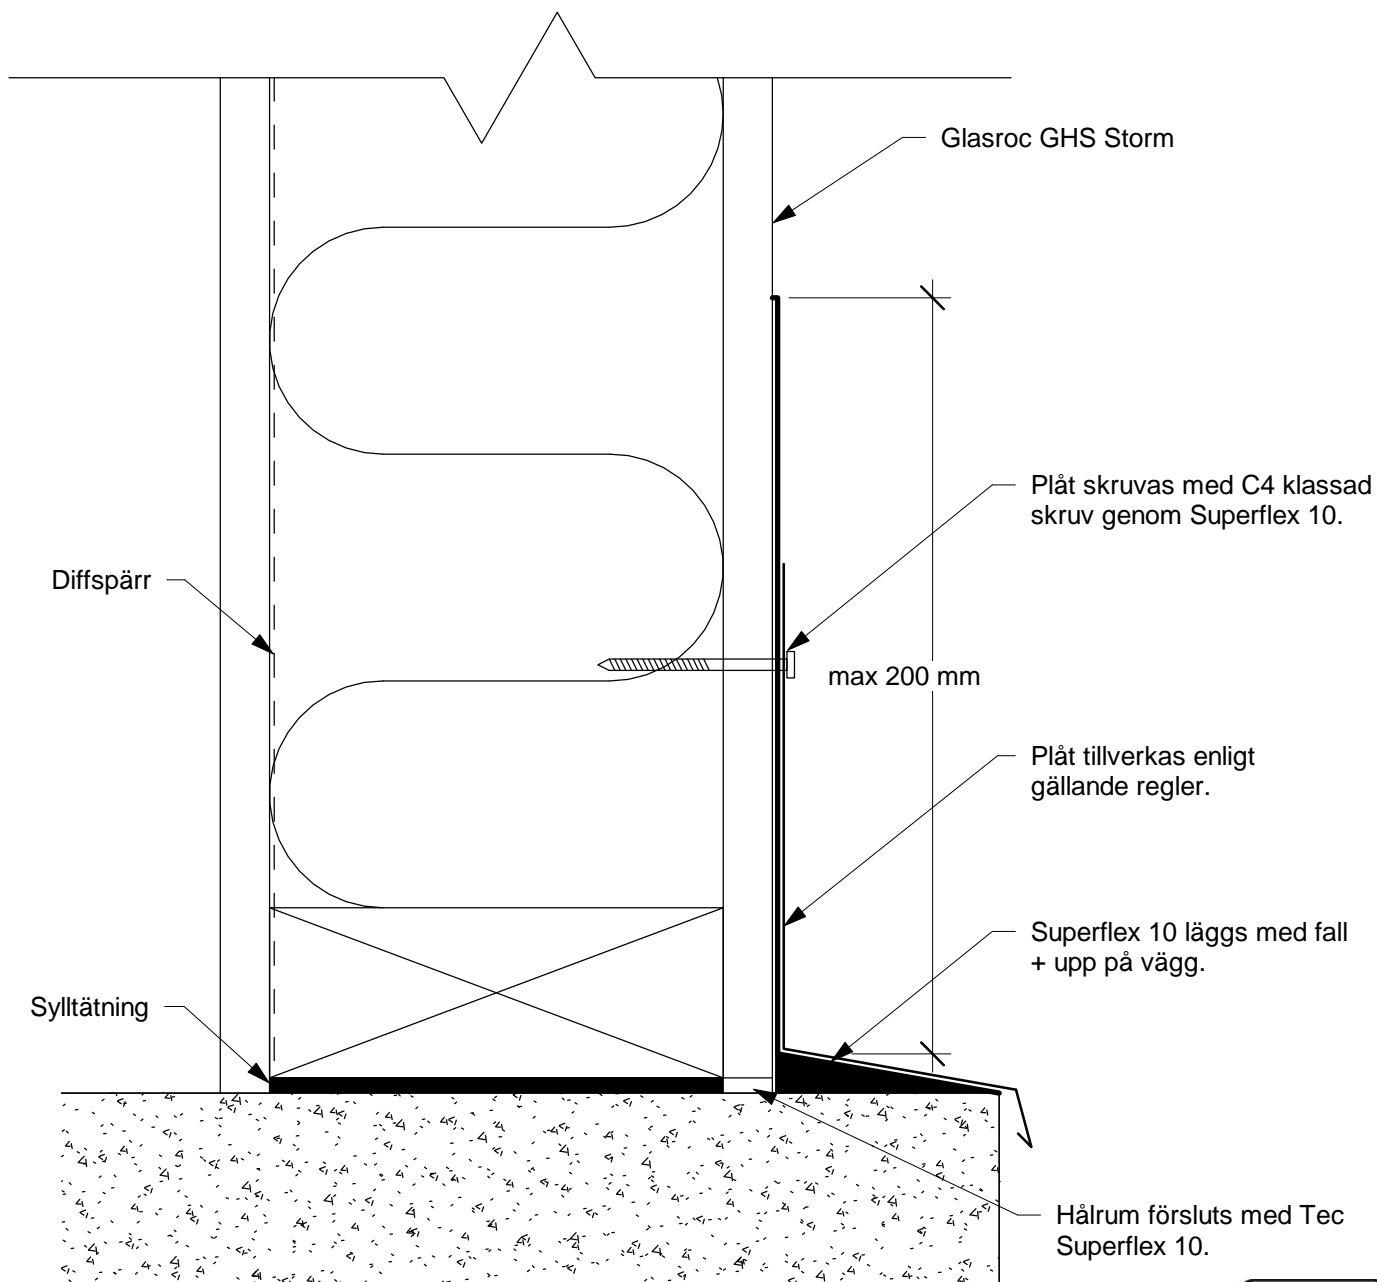 Glasroc GHS Storm
Plåt skruvas med C4 klassad
skruv genom Superflex 10.
Diffspärr
max 200 mm
Plåt tillverkas enligt
gällande regler.
Superflex 10 läggs med fall
+ upp på vägg.
Sylltätning
Hålrum försluts med Tec
Superflex 10.